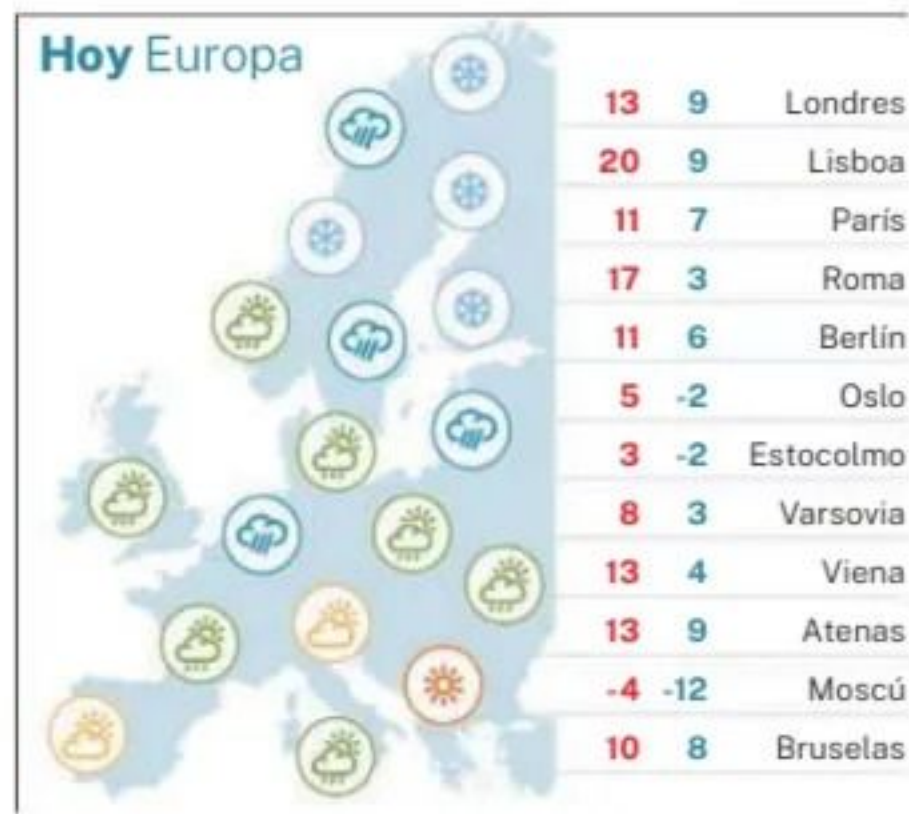 Hoy Europa
13 9 Londres
20 9 Lisboa
11 7 París
17 3 Roma
11 6 Berlín
5 -2 Oslo
3 -2 Estocolmo
8 3 Varsovia
13 4 Viena
13 9 Atenas
-4 -12 Moscú
10 8 Bruselas